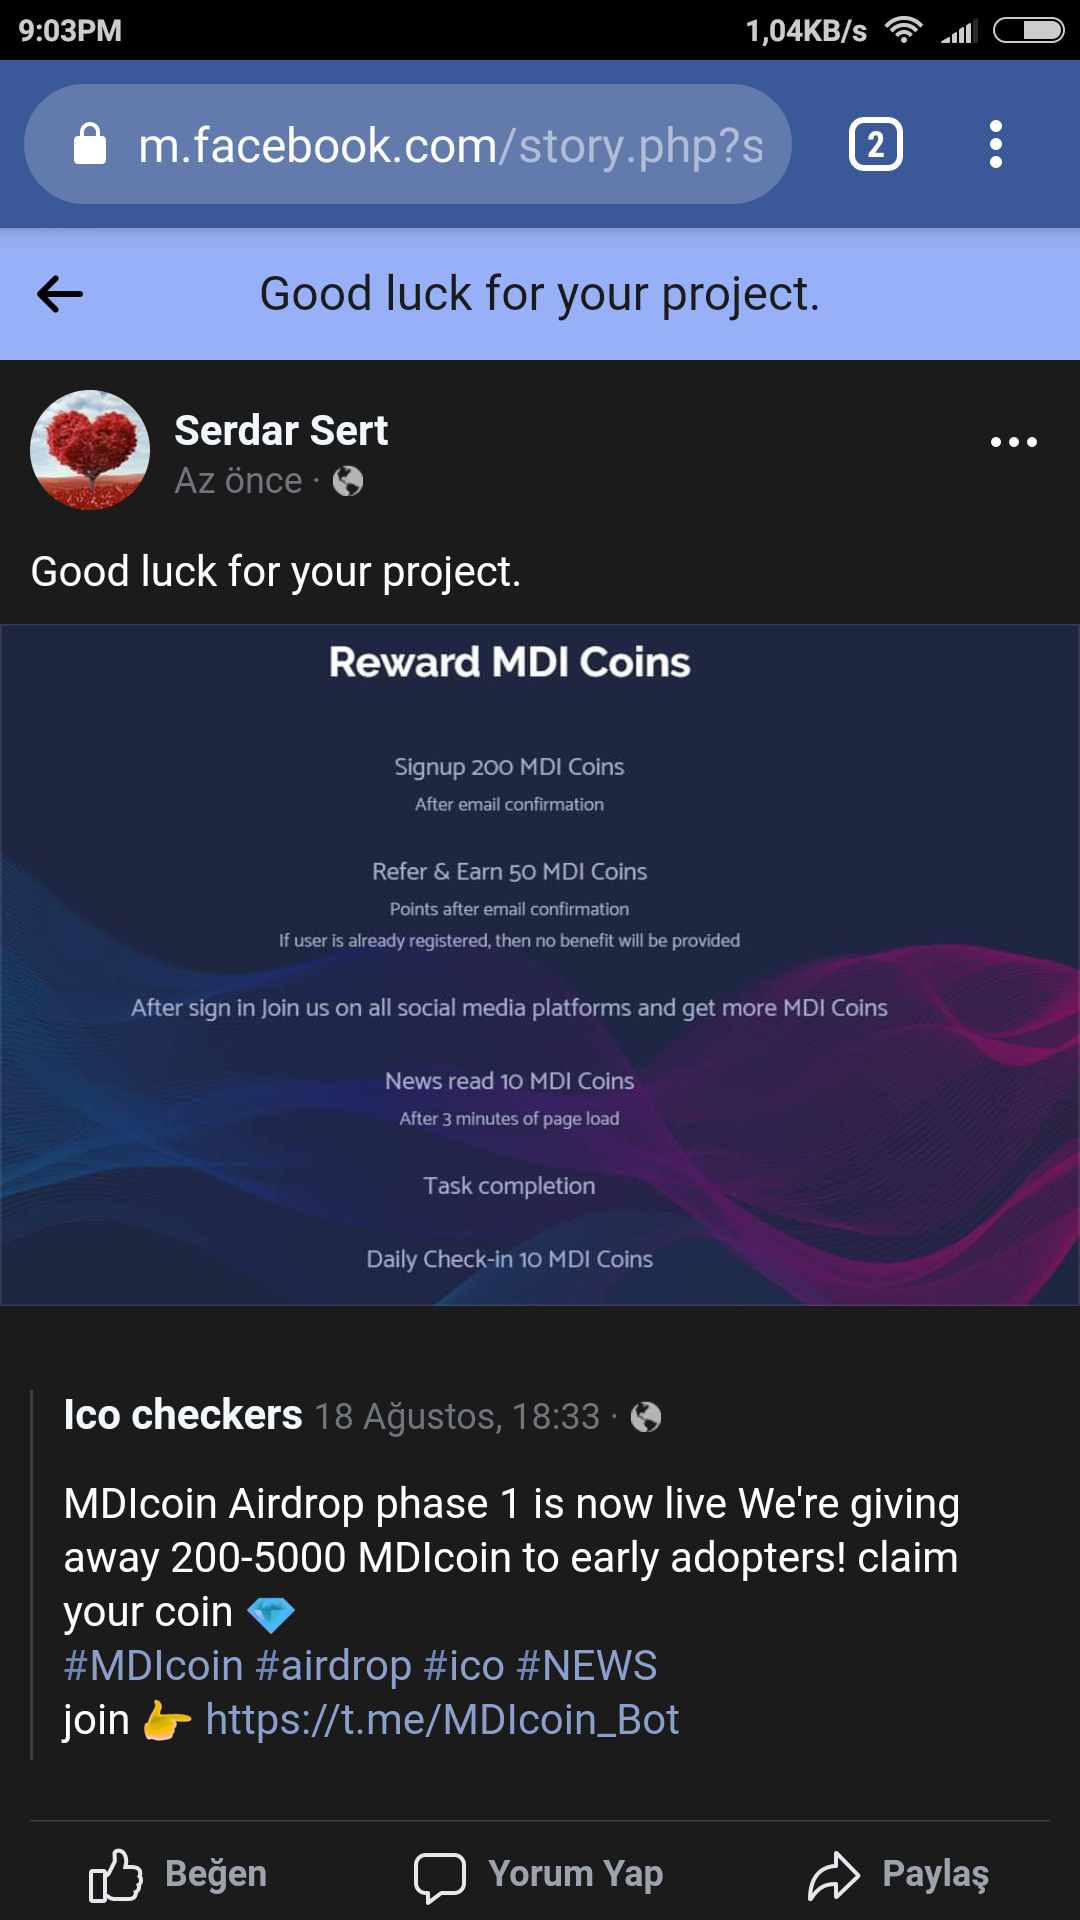 9:03PM 1,04KB/s
m.facebook.com/story.php?s 2
Good luck for your project.
Serdar Sert
Az önce ·
Good luck for your project.
Reward MDI Coins
Signup 200 MDI Coins
After email confirmation
Refer & Earn 50 MDI Coins
Points after email confirmation
If user is already registered, then no benefit will be provided
After sign in Join us on all social media platforms and get more MDI Coins
News read 10 MDI Coins
After 3 minutes of page load
Task completion
Daily Check-in 10 MDI Coins
Ico checkers 18 Ağustos, 18:33 ·
MDIcoin Airdrop phase 1 is now live We're giving
away 200-5000 MDIcoin to early adopters! claim
your coin 💎
#MDIcoin #airdrop #ico #NEWS
join 👉 https://t.me/MDIcoin_Bot
Beğen Yorum Yap Paylaş